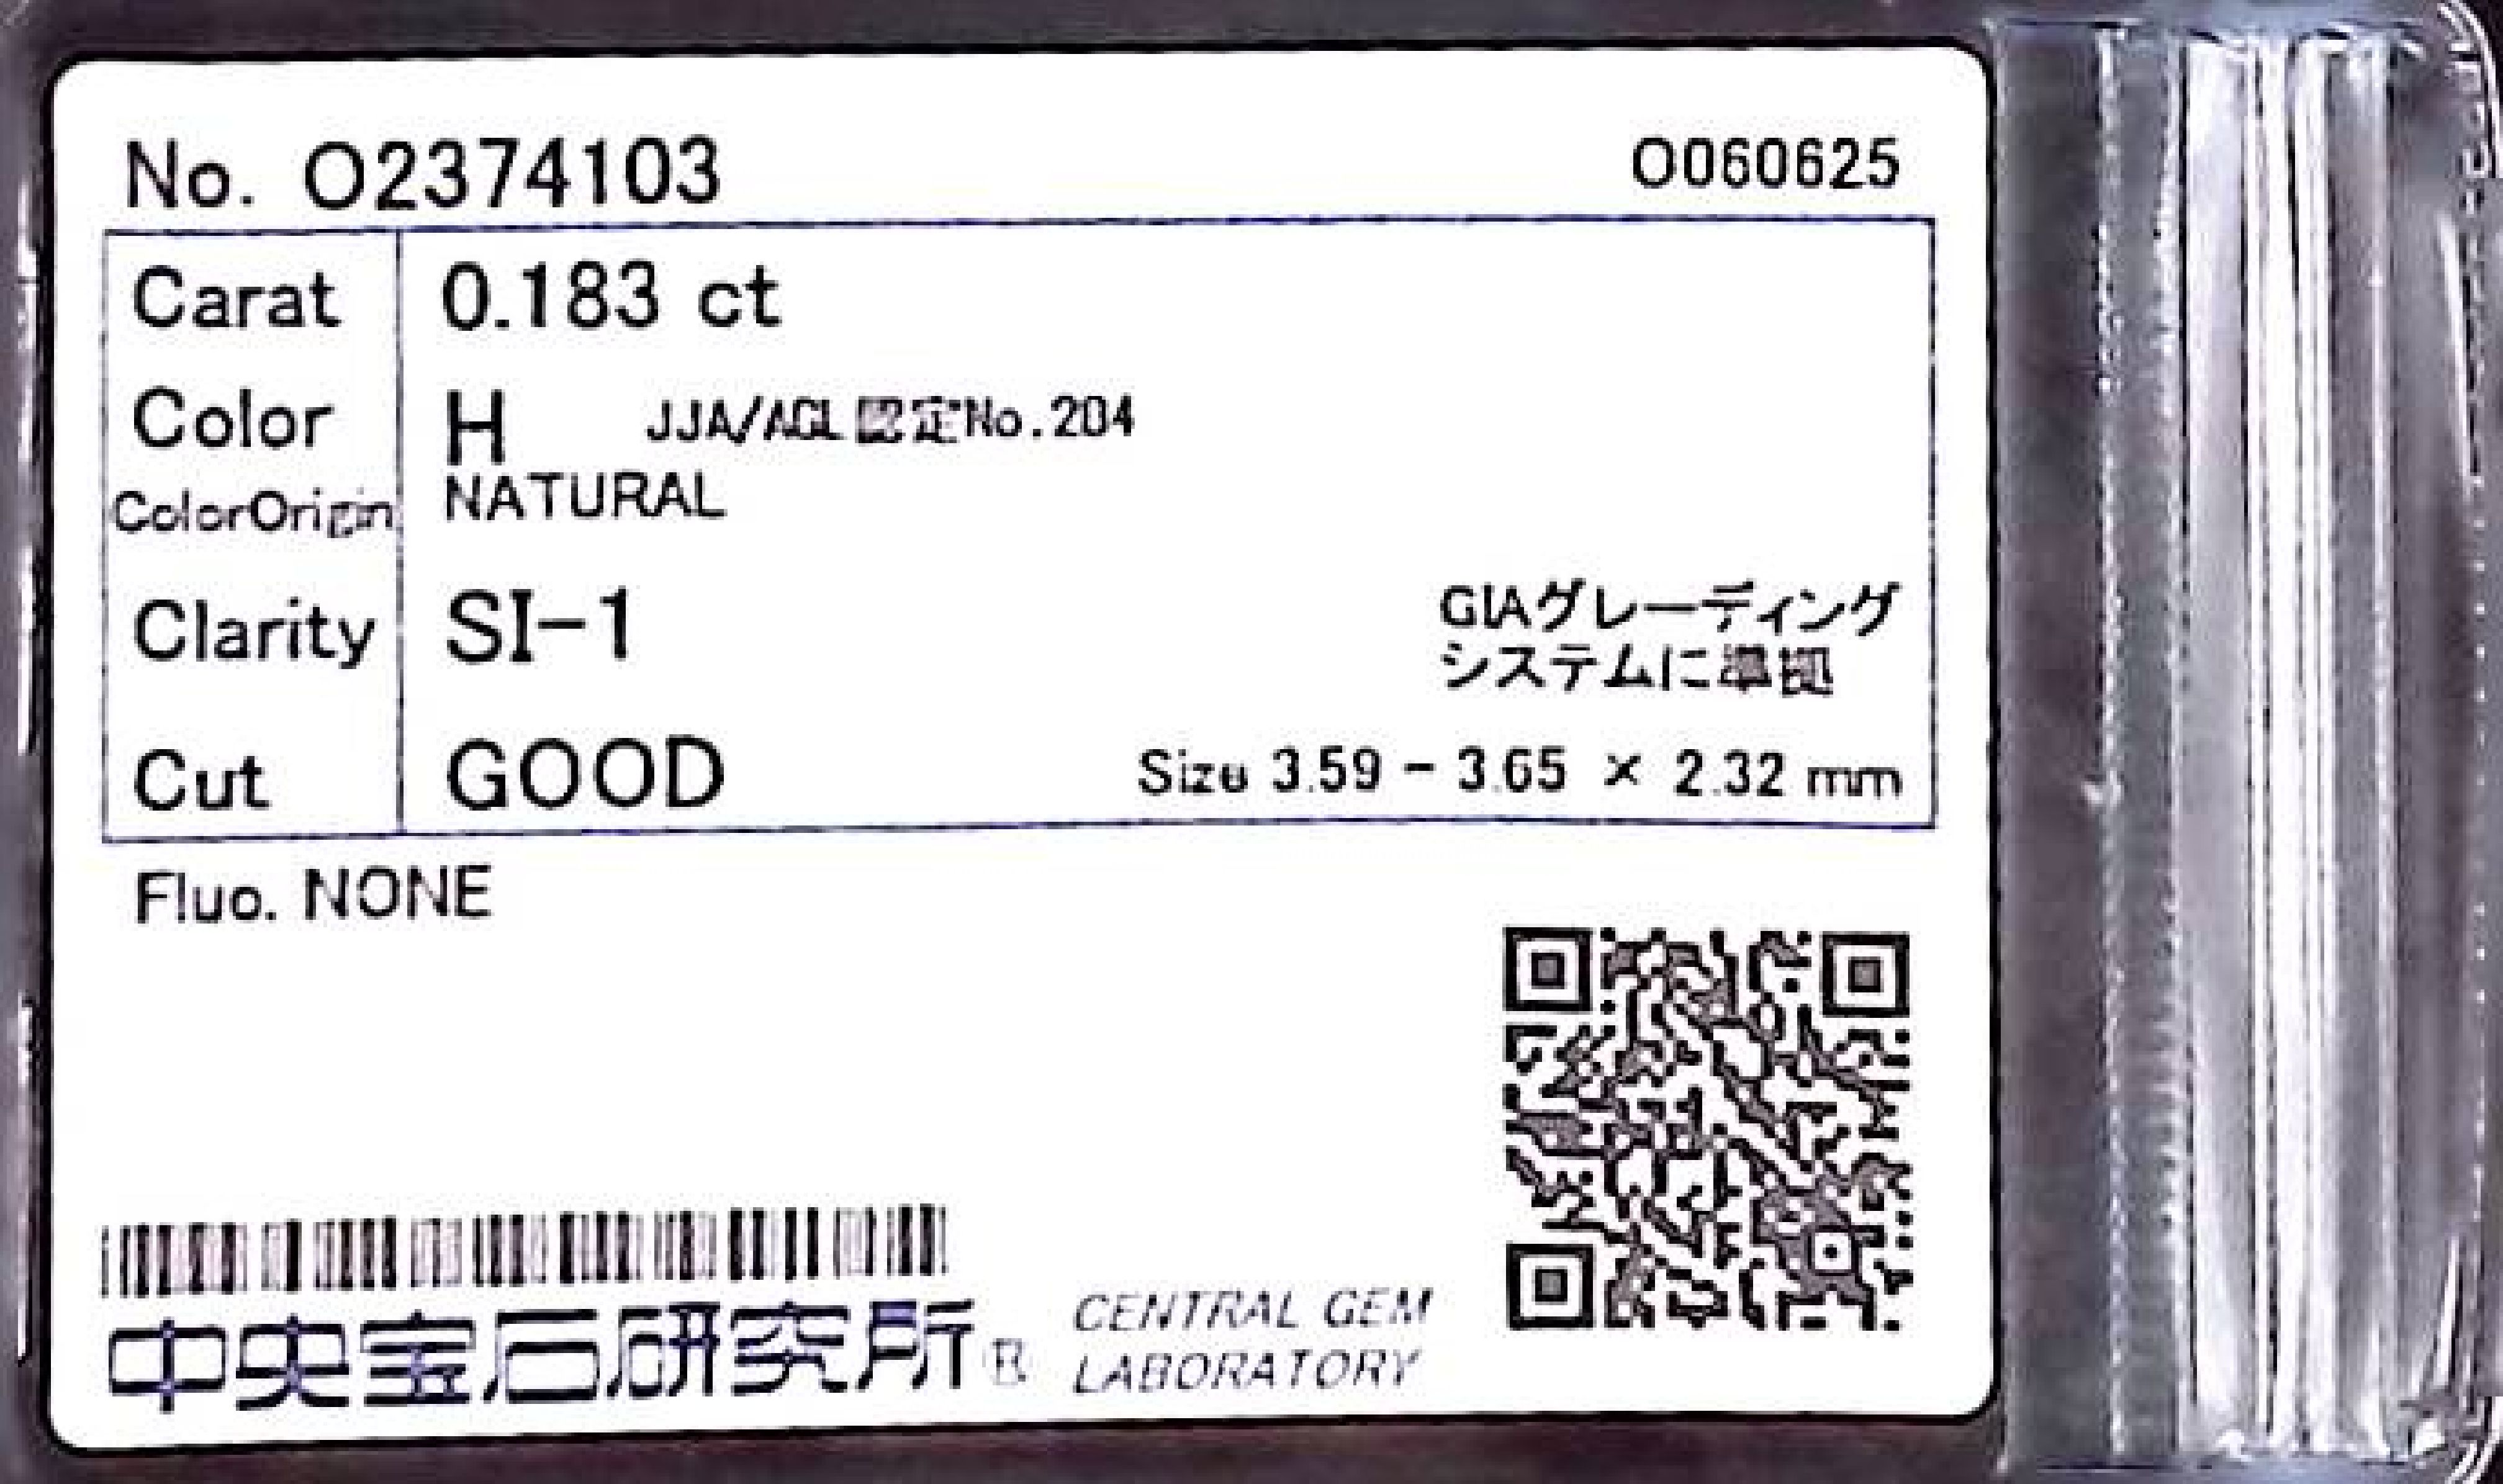 No. O2374103 O060625
Carat 0.183 ct
Color H JJA/AGL認定No.204
ColorOrigin NATURAL
Clarity SI-1
GIAグレーディング
システムに準拠
Cut GOOD Size 3.59 - 3.65 × 2.32 mm
Fluo. NONE
中央宝石研究所® CENTRAL GEM
LABORATORY